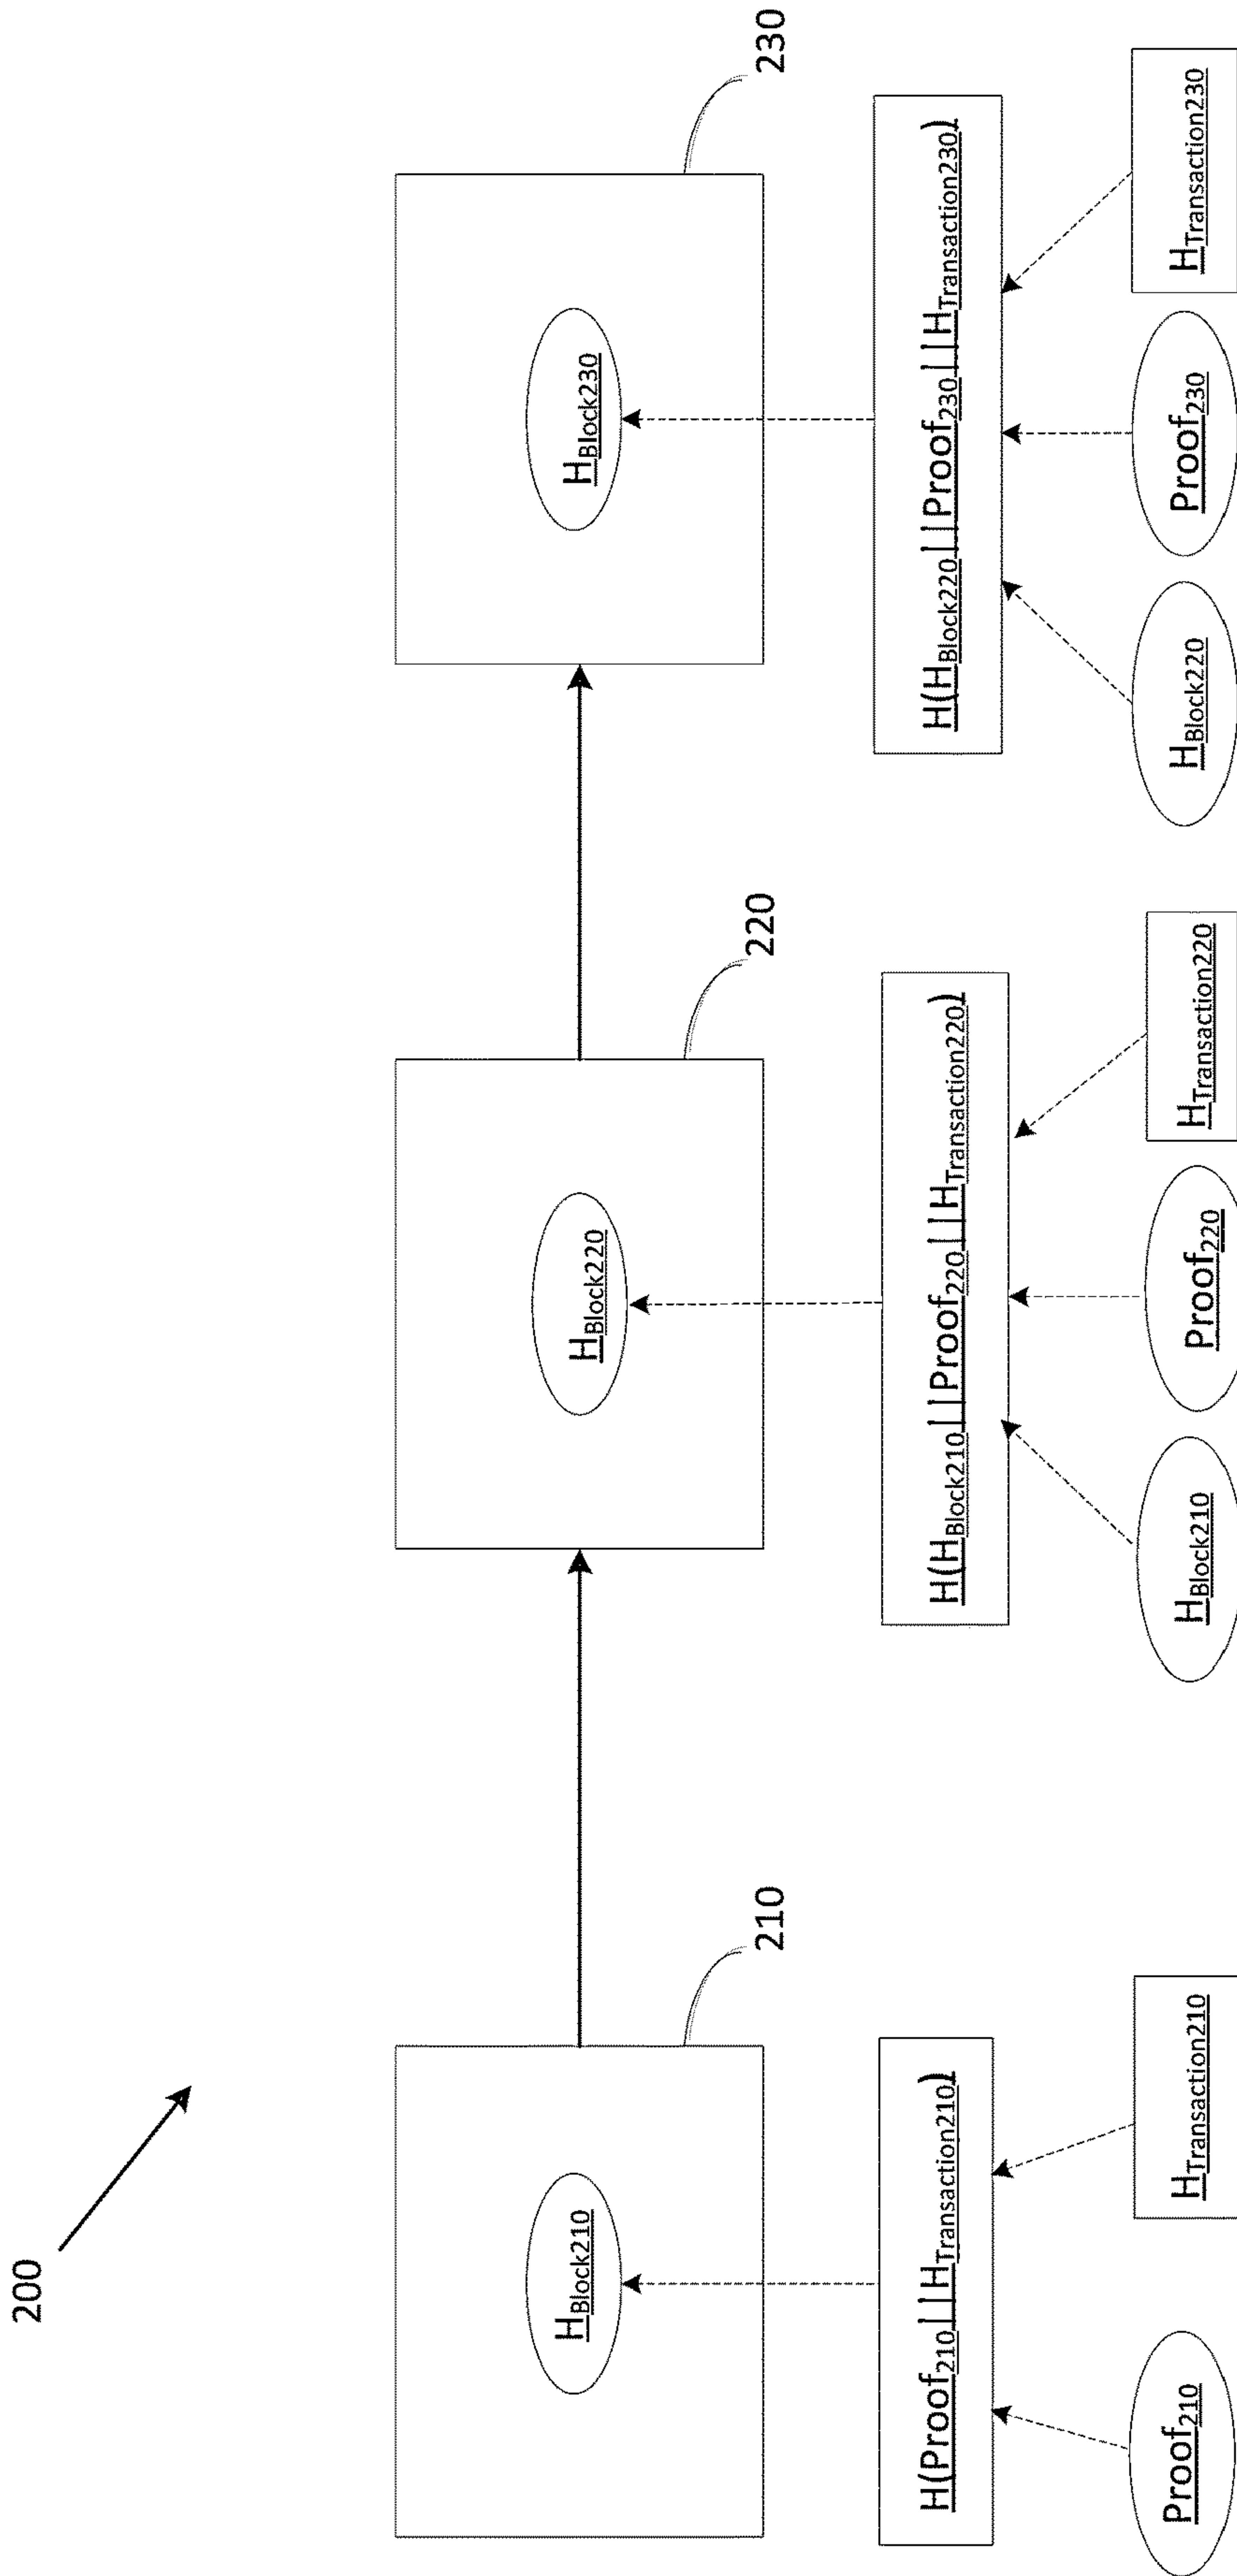 200
210
220
230
H_Block210
H_Block220
H_Block230
H(Proof_210||H_Transaction210)
H(H_Block210||Proof_220||H_Transaction220)
H(H_Block220||Proof_230||H_Transaction230)
Proof_210
H_Transaction210
H_Block210
Proof_220
H_Transaction220
H_Block220
Proof_230
H_Transaction230